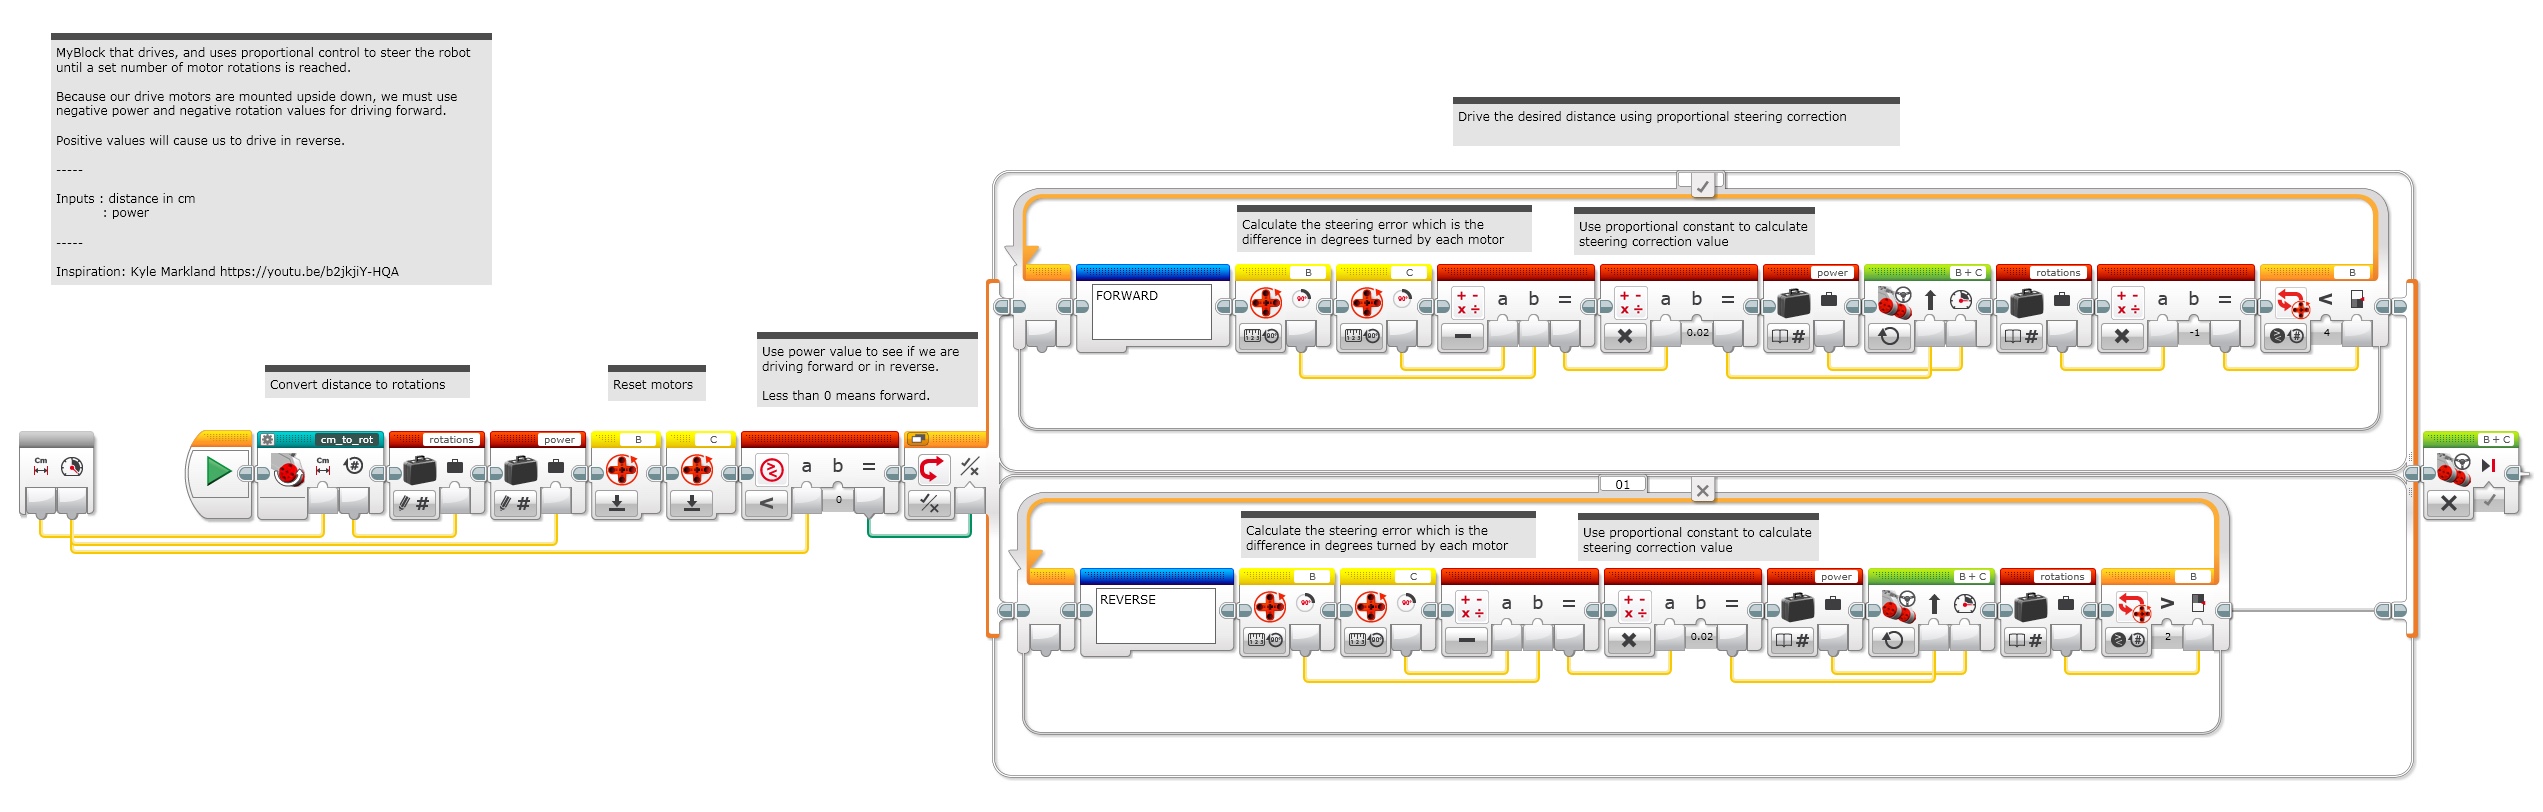 MyBlock that drives, and uses proportional control to steer the robot
until a set number of motor rotations is reached.
Because our drive motors are mounted upside down, we must use
negative power and negative rotation values for driving forward.
Positive values will cause us to drive in reverse.
-----
Inputs : distance in cm
: power
-----
Inspiration: Kyle Markland https://youtu.be/b2jkjiY-HQA
Drive the desired distance using proportional steering correction
Calculate the steering error which is the
difference in degrees turned by each motor
Use proportional constant to calculate
steering correction value
B
C
power
B + C
rotations
B
FORWARD
90°
90°
a b =
a b =
a b =
<
0.02
-1
4
#
#
#
Use power value to see if we are
driving forward or in reverse.
Less than 0 means forward.
Convert distance to rotations
Reset motors
cm_to_rot
rotations
power
B
C
B + C
Cm
Cm
#
a b =
#
#
<
0
01
Calculate the steering error which is the
difference in degrees turned by each motor
Use proportional constant to calculate
steering correction value
B
C
power
B + C
rotations
B
REVERSE
90°
90°
a b =
a b =
>
0.02
2
#
#
#